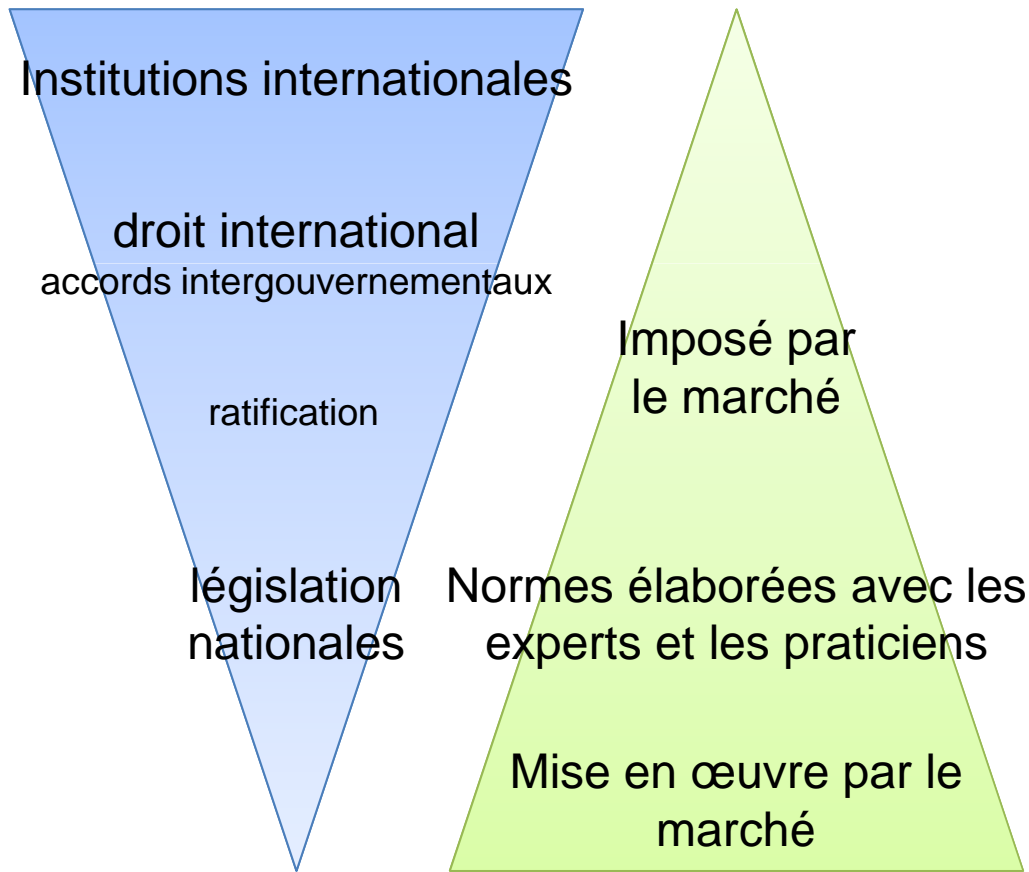 Institutions internationales
droit international
accords intergouvernementaux
ratification
législation
nationales
Imposé par
le marché
Normes élaborées avec les
experts et les praticiens
Mise en œuvre par le
marché